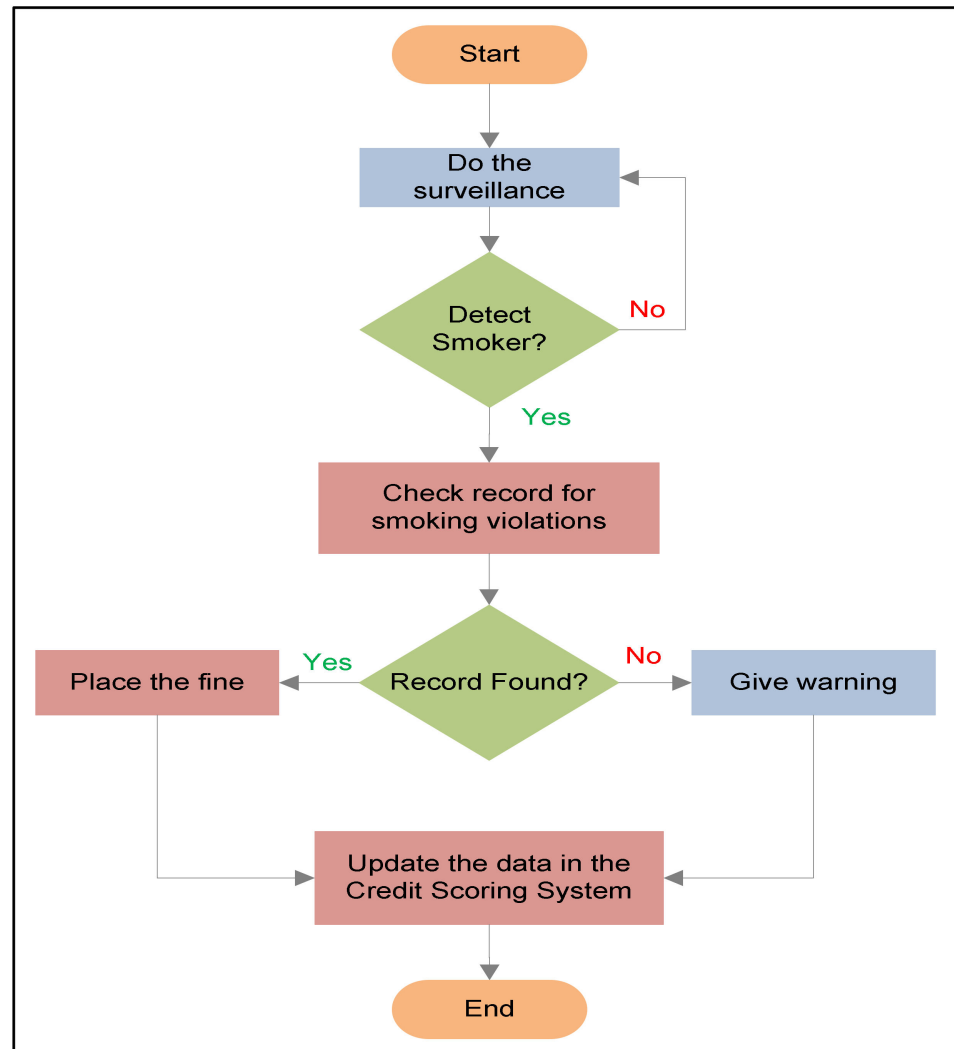 Start
Do the
surveillance
Detect
Smoker?
No
Yes
Check record for
smoking violations
Place the fine
Yes
Record Found?
No
Give warning
Update the data in the
Credit Scoring System
End